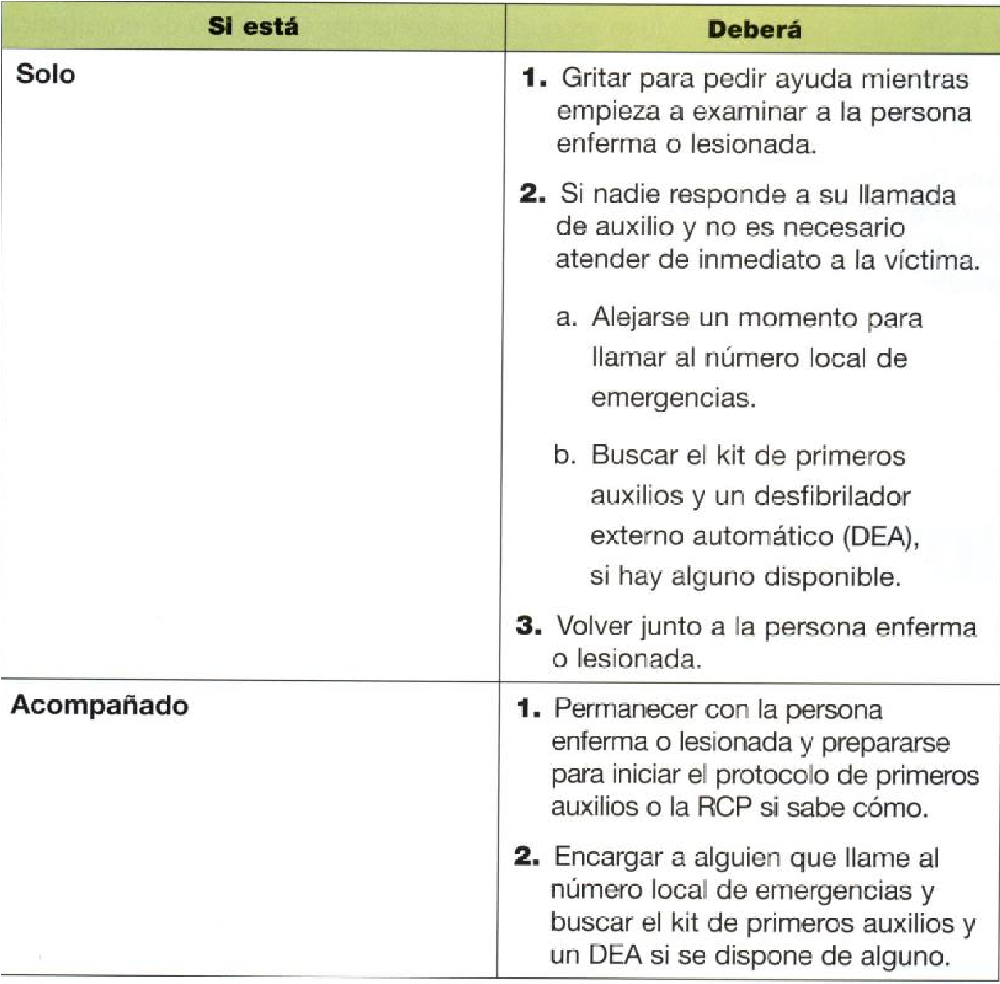 Si está
Deberá
Solo
1. Gritar para pedir ayuda mientras
empieza a examinar a la persona
enferma o lesionada.
2. Si nadie responde a su llamada
de auxilio y no es necesario
atender de inmediato a la víctima.
a. Alejarse un momento para
llamar al número local de
emergencias.
b. Buscar el kit de primeros
auxilios y un desfibrilador
externo automático (DEA),
si hay alguno disponible.
3. Volver junto a la persona enferma
o lesionada.
Acompañado
1. Permanecer con la persona
enferma o lesionada y prepararse
para iniciar el protocolo de primeros
auxilios o la RCP si sabe cómo.
2. Encargar a alguien que llame al
número local de emergencias y
buscar el kit de primeros auxilios y
un DEA si se dispone de alguno.